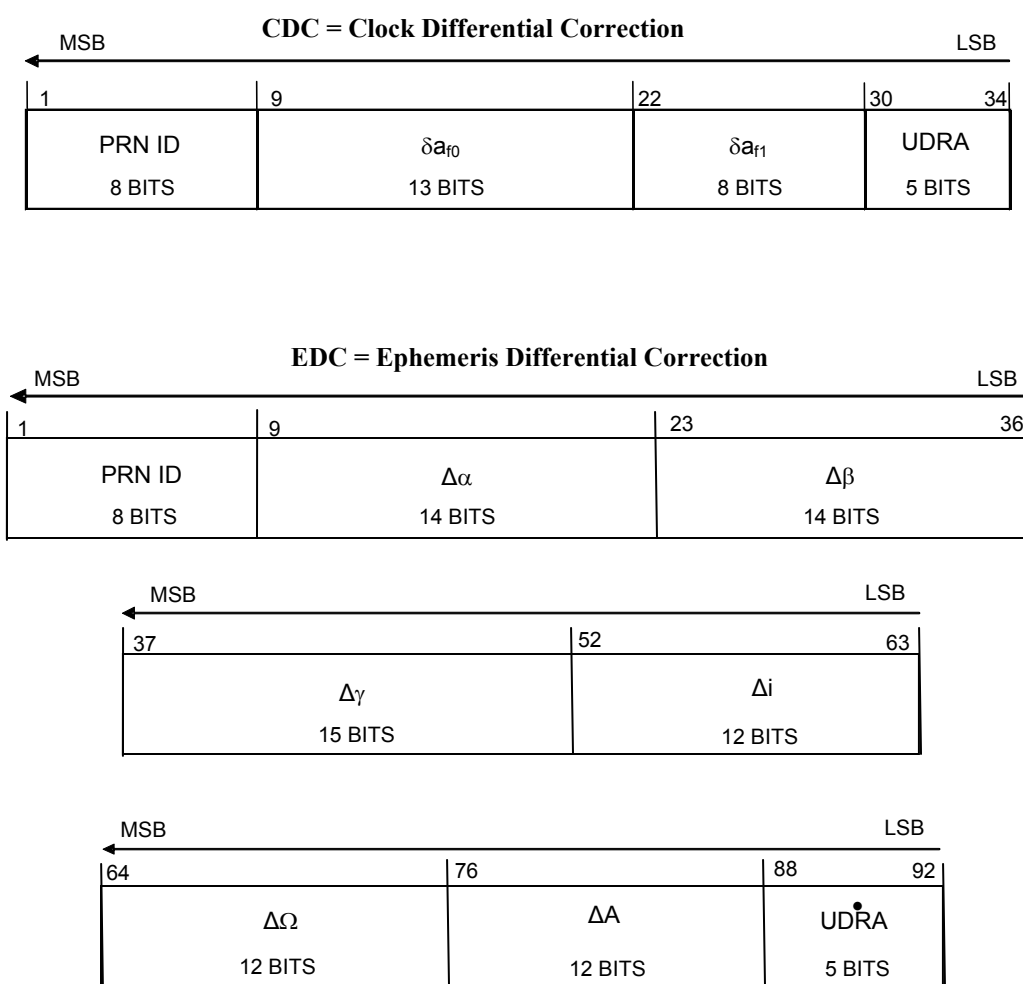 CDC = Clock Differential Correction
MSB LSB
1 9 22 30 34
PRN ID δaf0 δaf1 UDRA
8 BITS 13 BITS 8 BITS 5 BITS
EDC = Ephemeris Differential Correction
MSB LSB
1 9 23 36
PRN ID Δα Δβ
8 BITS 14 BITS 14 BITS
MSB LSB
37 52 63
Δγ Δi
15 BITS 12 BITS
MSB LSB
64 76 88 92
ΔΩ ΔA UDṘA
12 BITS 12 BITS 5 BITS